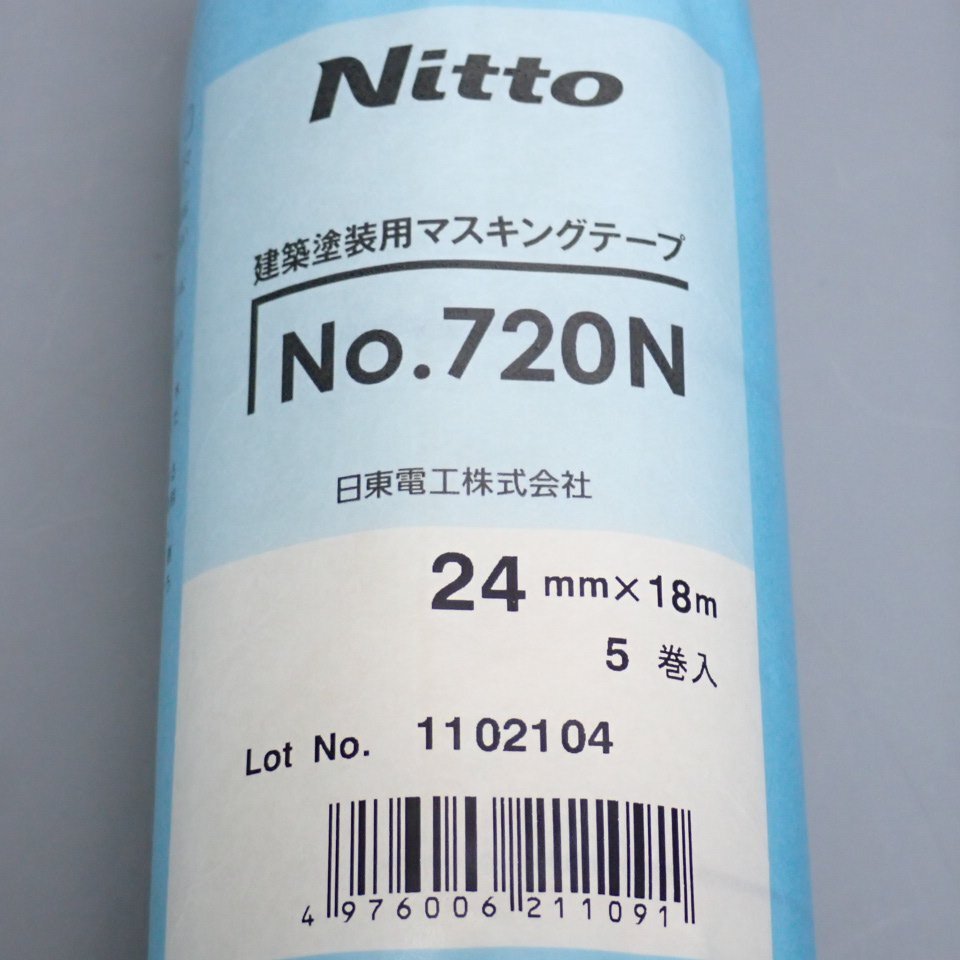 Nitto
建築塗装用マスキングテープ
No.720N
日東電工株式会社
24 mm×18m
5 巻入
Lot No. 1102104
4 976006 211091